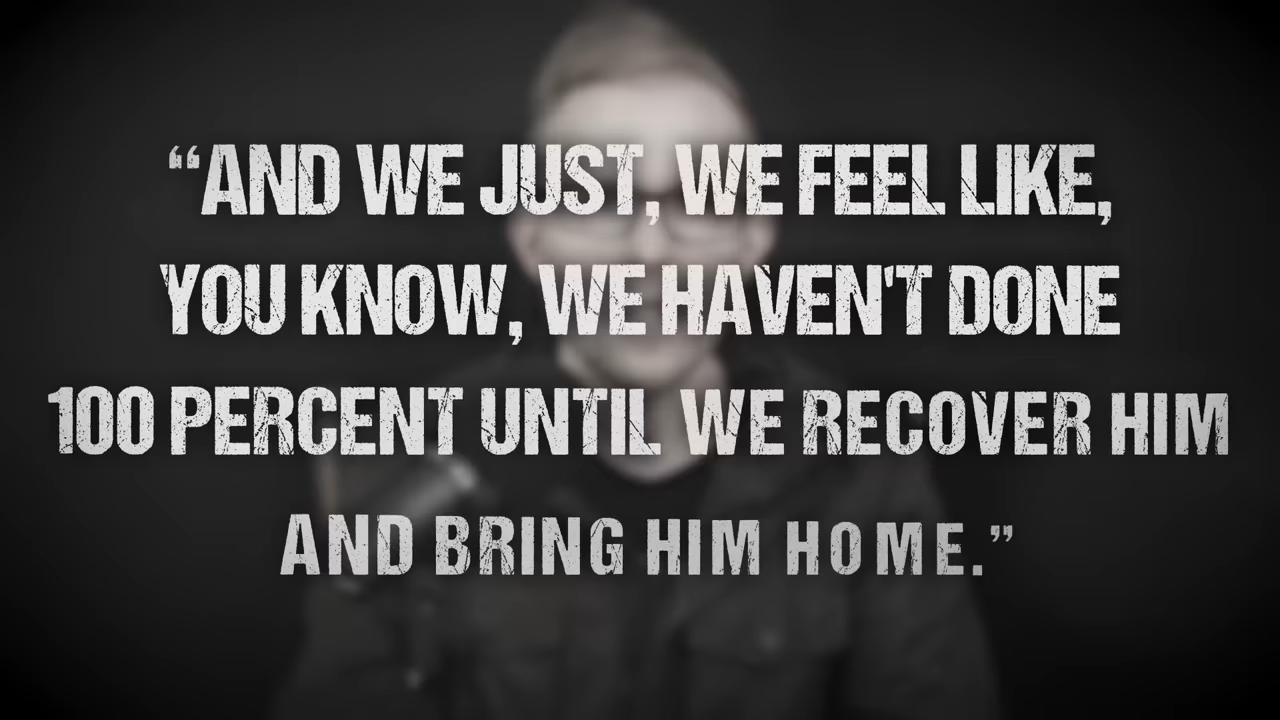 “AND WE JUST, WE FEEL LIKE,
YOU KNOW, WE HAVEN'T DONE
100 PERCENT UNTIL WE RECOVER HIM
AND BRING HIM HOME.”